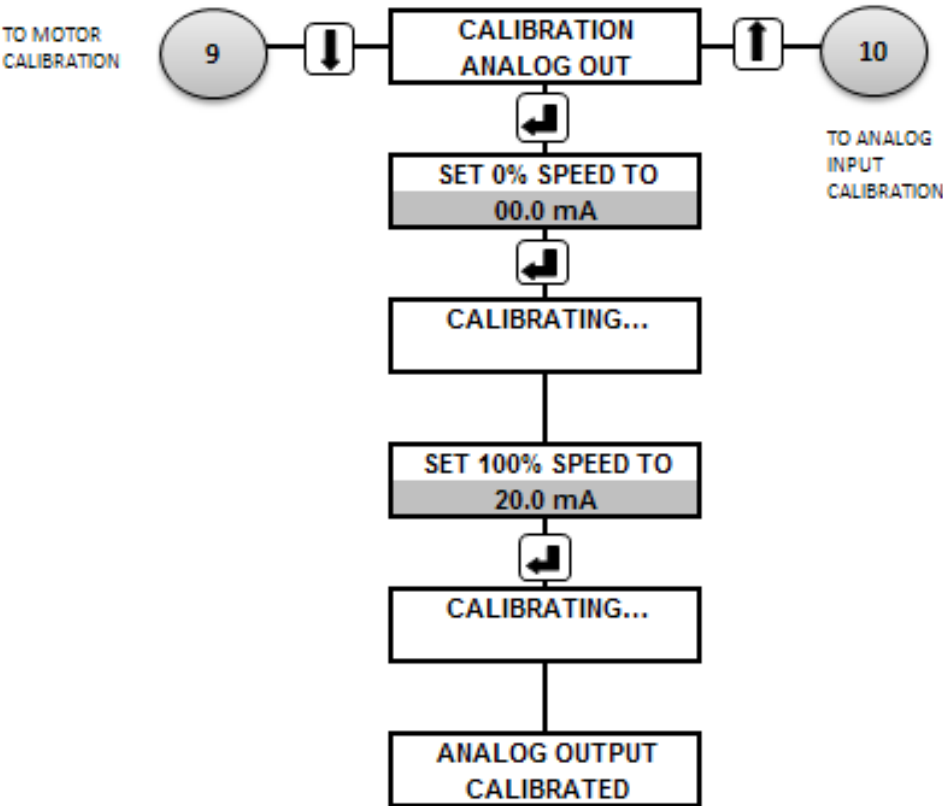 TO MOTOR
CALIBRATION
9
CALIBRATION
ANALOG OUT
10
TO ANALOG
INPUT
CALIBRATION
SET 0% SPEED TO
00.0 mA
CALIBRATING...
SET 100% SPEED TO
20.0 mA
CALIBRATING...
ANALOG OUTPUT
CALIBRATED